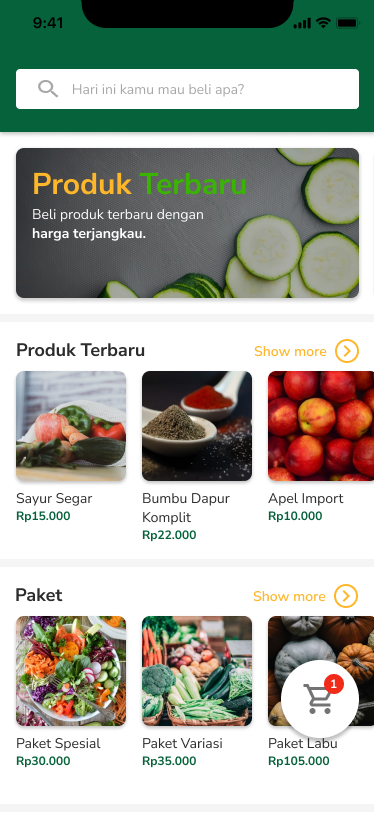 9:41
Hari ini kamu mau beli apa?
Produk Terbaru
Beli produk terbaru dengan
harga terjangkau.
Produk Terbaru
Show more
Sayur Segar
Rp15.000
Bumbu Dapur
Komplit
Rp22.000
Apel Import
Rp10.000
Paket
Show more
Paket Spesial
Rp30.000
Paket Variasi
Rp35.000
1
Paket Labu
Rp105.000